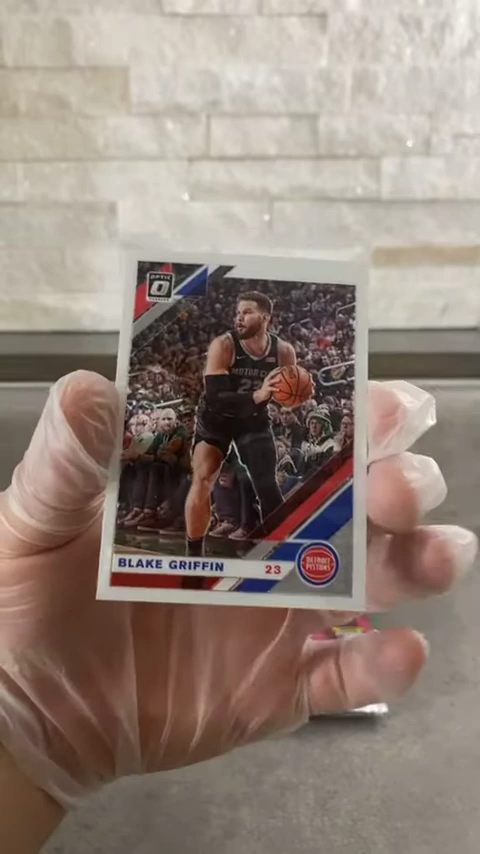 OPTIC
MOTOR CITY
23
BLAKE GRIFFIN 23
DETROIT
PISTONS